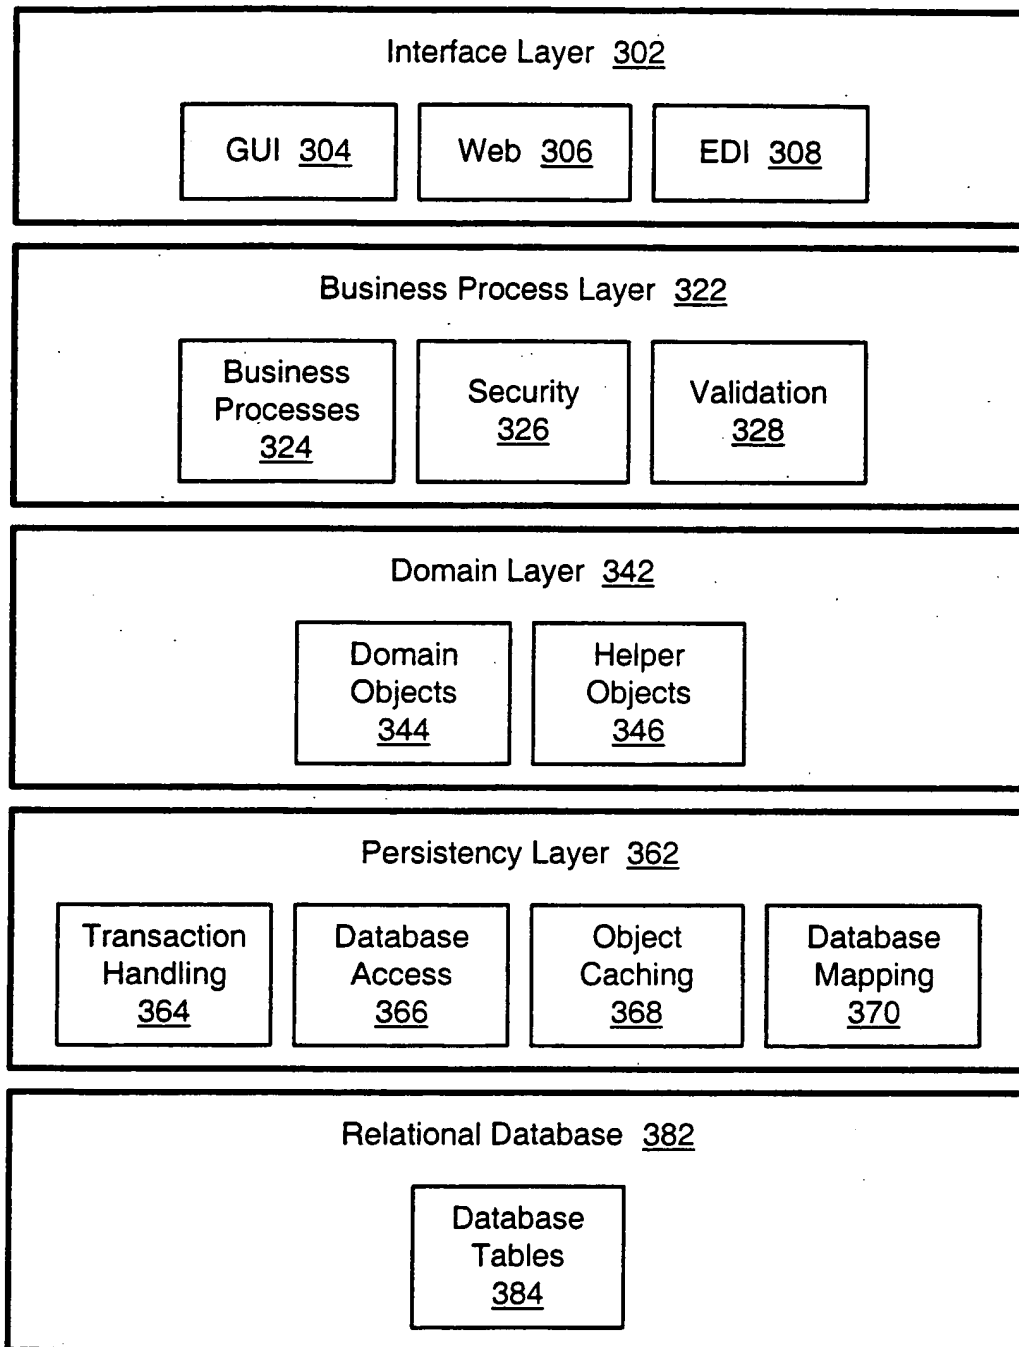 Interface Layer 302
GUI 304
Web 306
EDI 308
Business Process Layer 322
Business
Processes
324
Security
326
Validation
328
Domain Layer 342
Domain
Objects
344
Helper
Objects
346
Persistency Layer 362
Transaction
Handling
364
Database
Access
366
Object
Caching
368
Database
Mapping
370
Relational Database 382
Database
Tables
384